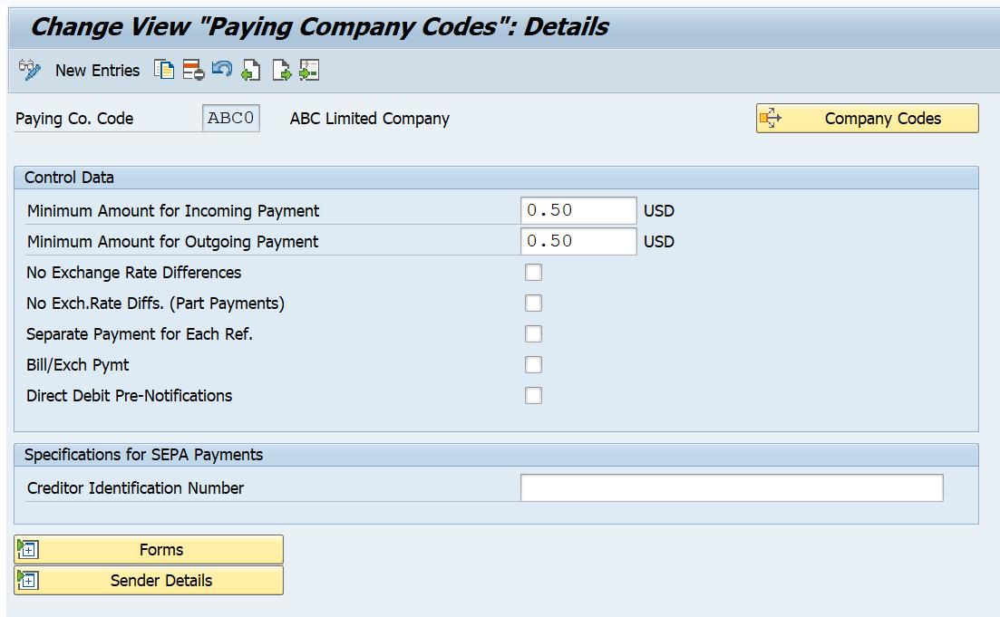 Change View "Paying Company Codes": Details
New Entries
Paying Co. Code ABC0 ABC Limited Company Company Codes
Control Data
Minimum Amount for Incoming Payment 0.50 USD
Minimum Amount for Outgoing Payment 0.50 USD
No Exchange Rate Differences
No Exch.Rate Diffs. (Part Payments)
Separate Payment for Each Ref.
Bill/Exch Pymt
Direct Debit Pre-Notifications
Specifications for SEPA Payments
Creditor Identification Number
Forms
Sender Details